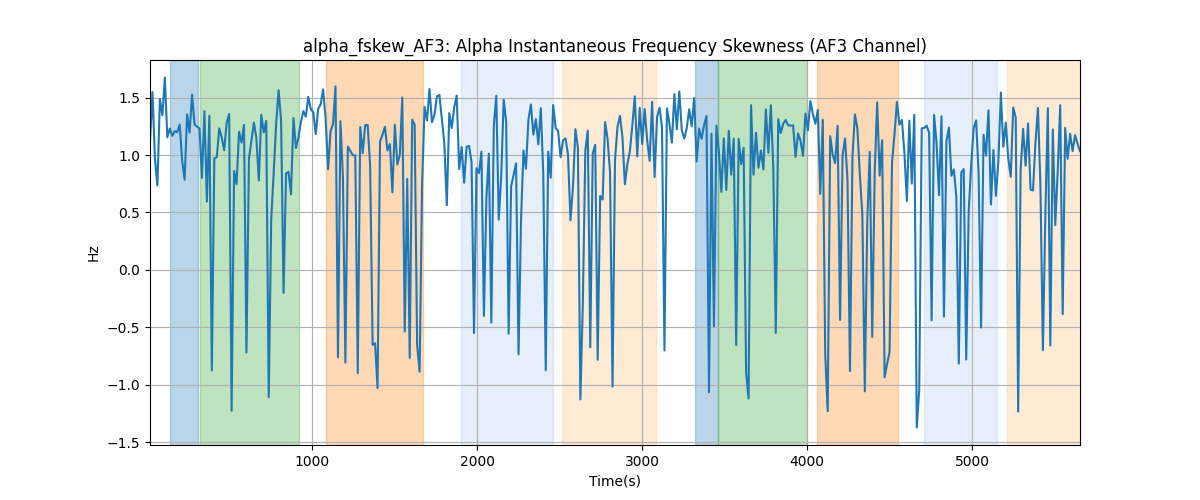 alpha_fskew_AF3: Alpha Instantaneous Frequency Skewness (AF3 Channel)
1.5
1.0
0.5
0.0
−0.5
−1.0
−1.5
Hz
1000 2000 3000 4000 5000
Time(s)